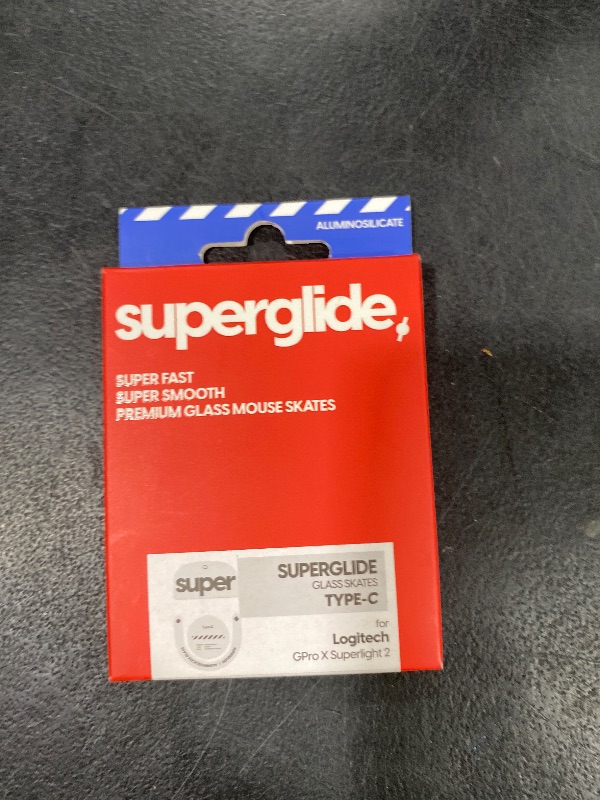 ALUMINOSILICATE
superglide
SUPER FAST
SUPER SMOOTH
PREMIUM GLASS MOUSE SKATES
super
SUPERGLIDE
GLASS SKATES
TYPE-C
for
Logitech
GPro X Superlight 2